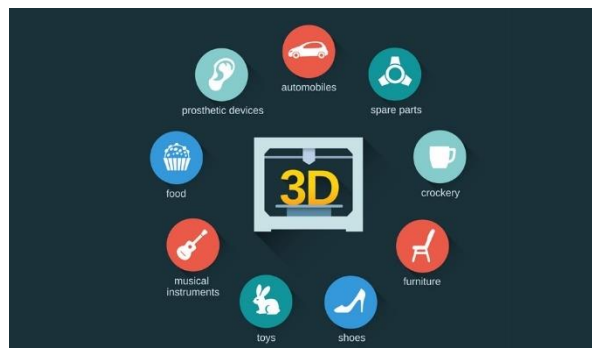 automobiles
prosthetic devices
spare parts
3D
food
crockery
musical
instruments
furniture
toys
shoes